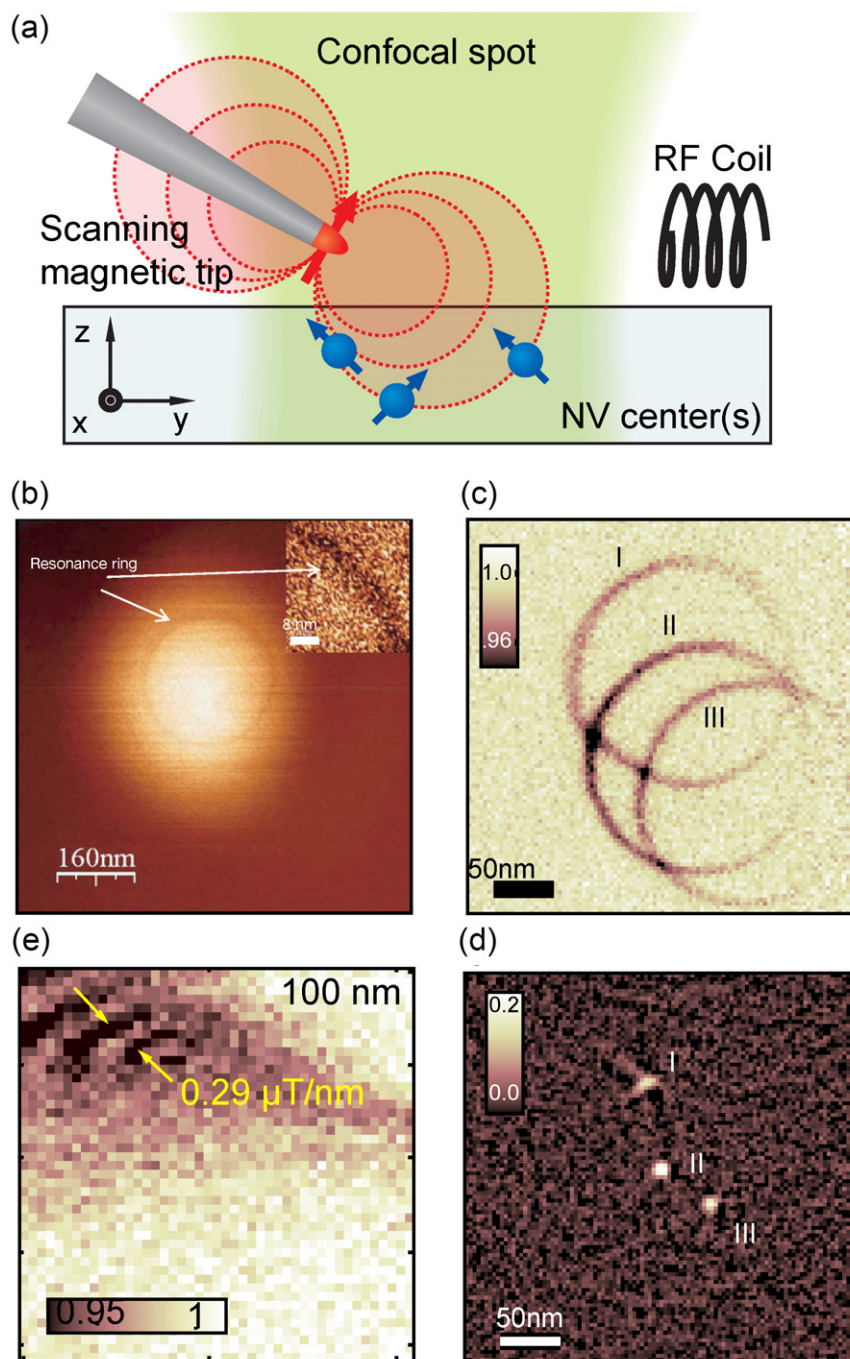 (a)
Confocal spot
RF Coil
Scanning
magnetic tip
z
x
y
NV center(s)
(b)
Resonance ring
8 nm
160nm
(c)
1.0
.96
I
II
III
50nm
(e)
100 nm
0.29 μT/nm
0.95
1
(d)
0.2
0.0
I
II
III
50nm